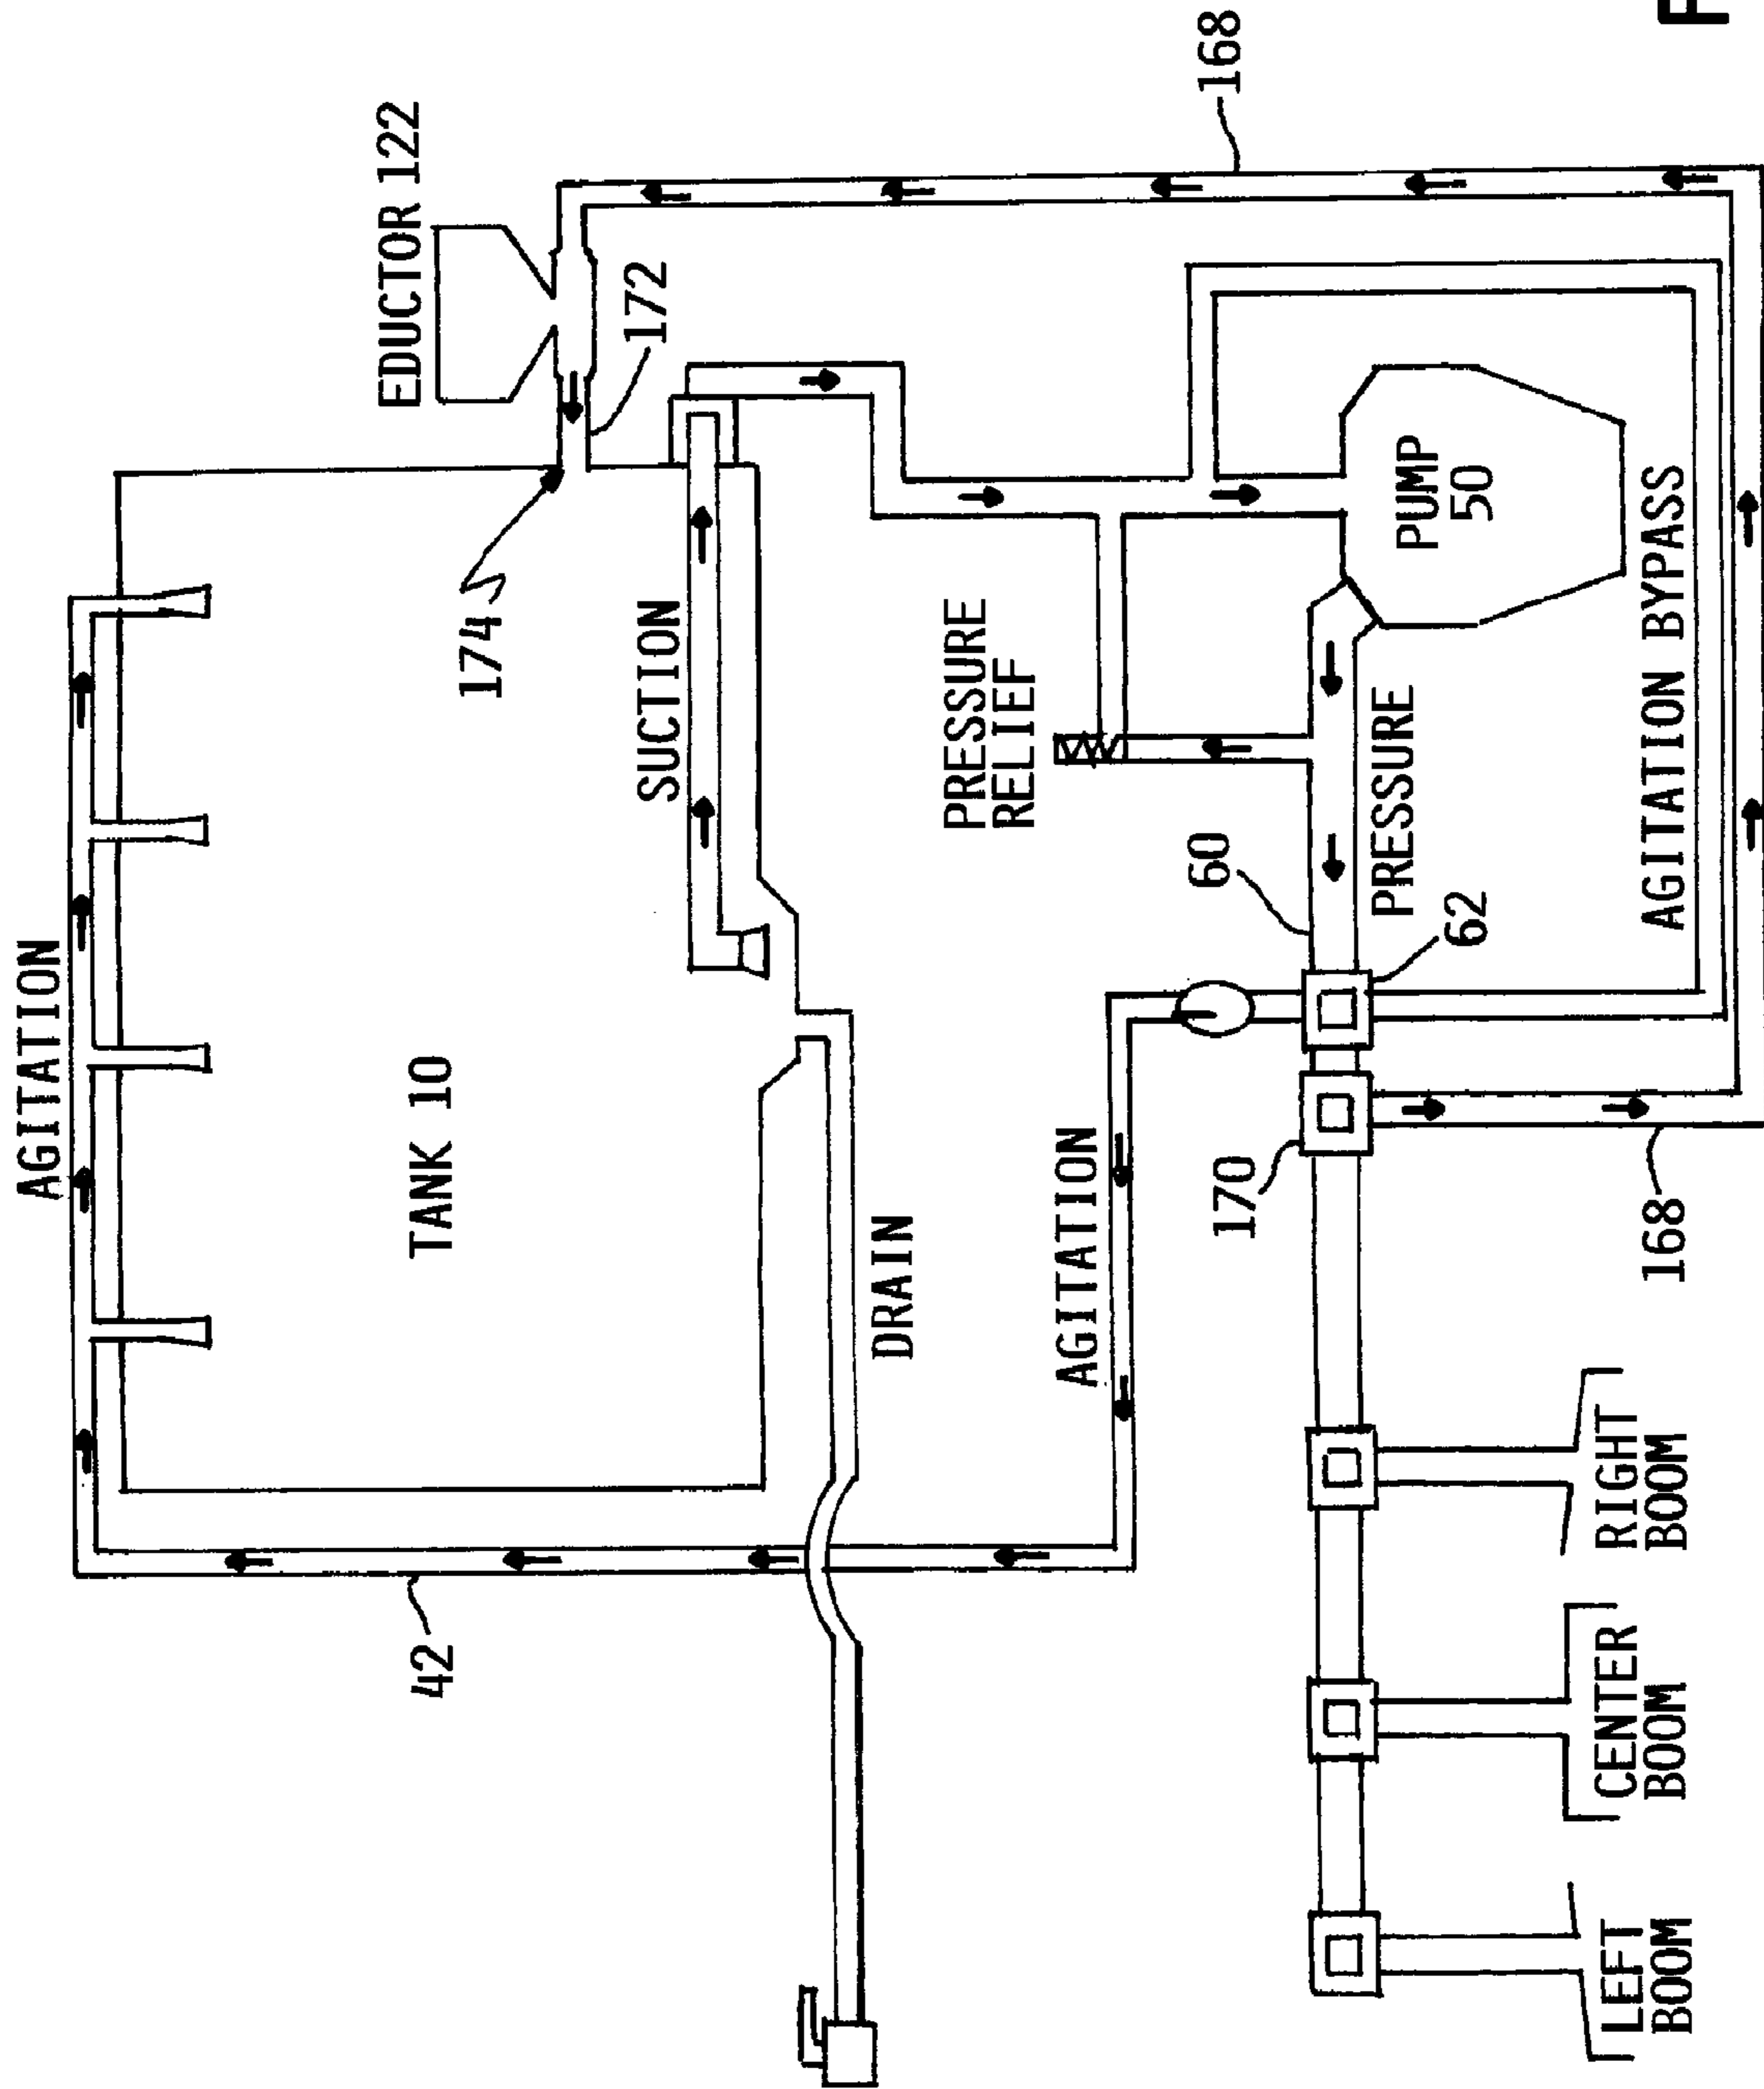 AGITATION
TANK 10
EDUCTOR 122
174
172
SUCTION
168
42
DRAIN
PRESSURE
RELIEF
AGITATION
60
PUMP
50
PRESSURE
62
170
AGITATION BYPASS
168
LEFT
BOOM
CENTER
BOOM
RIGHT
BOOM